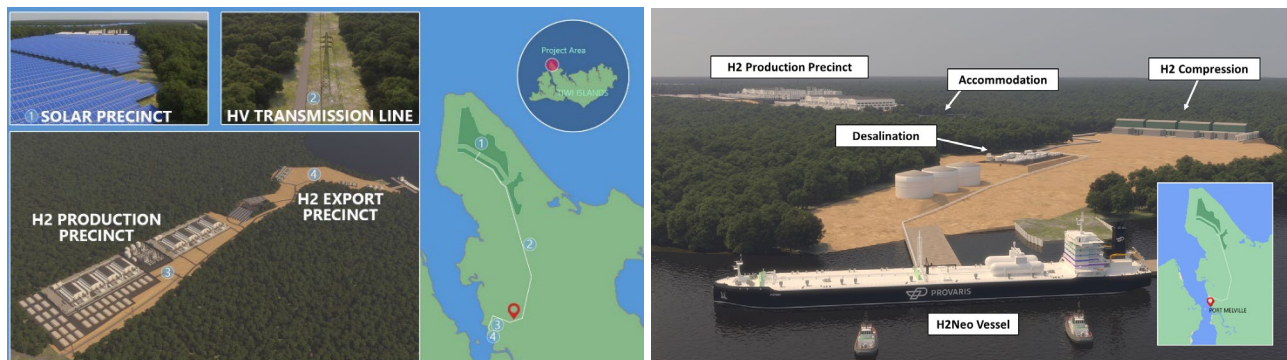 ① SOLAR PRECINCT
②
HV TRANSMISSION LINE
Project Area
TIWI ISLANDS
④
H2 EXPORT
PRECINCT
H2 PRODUCTION
PRECINCT
③
①
②
③
④
H2 Production Precinct
Accommodation
H2 Compression
Desalination
PROVARIS
H2Neo Vessel
PORT MELVILLE